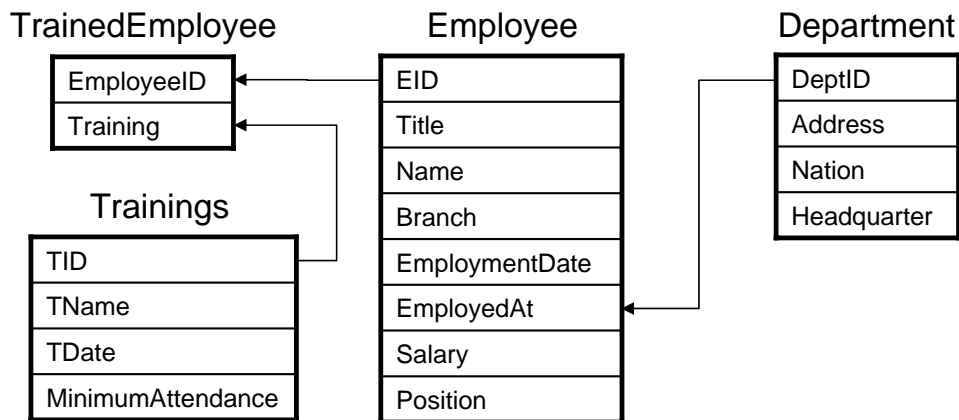 TrainedEmployee
EmployeeID
Training
Trainings
TID
TName
TDate
MinimumAttendance
Employee
EID
Title
Name
Branch
EmploymentDate
EmployedAt
Salary
Position
Department
DeptID
Address
Nation
Headquarter